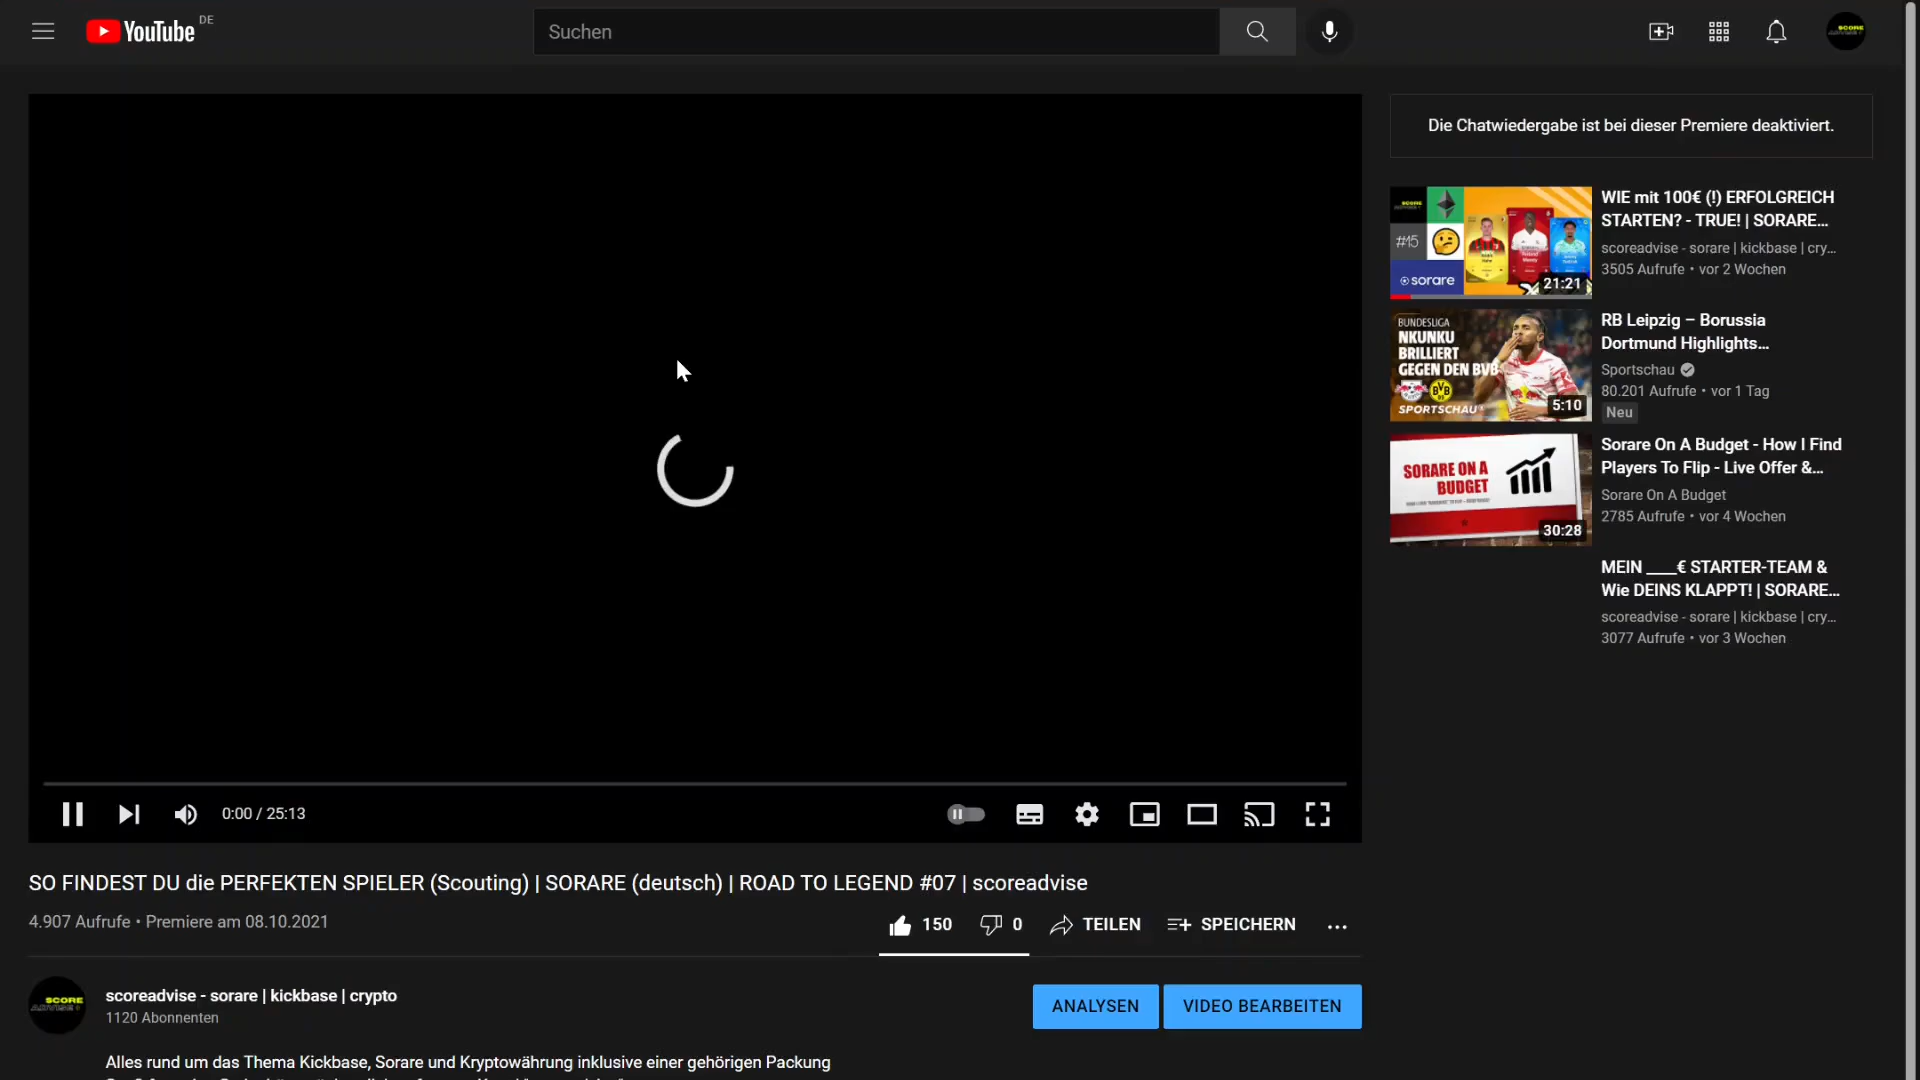 YouTube DE
Suchen
Die Chatwiedergabe ist bei dieser Premiere deaktiviert.
SCORE
#15
sorare
21:21
WIE mit 100€ (!) ERFOLGREICH
STARTEN? - TRUE! | SORARE...
scoreadvise - sorare | kickbase | cry...
3505 Aufrufe • vor 2 Wochen
BUNDESLIGA
NKUNKU
BRILLIERT
GEGEN DEN BVB
SPORTSCHAU
5:10
RB Leipzig – Borussia
Dortmund Highlights...
Sportschau
80.201 Aufrufe • vor 1 Tag
Neu
SORARE ON A
BUDGET
30:28
Sorare On A Budget - How I Find
Players To Flip - Live Offer &...
Sorare On A Budget
2785 Aufrufe • vor 4 Wochen
MEIN ____€ STARTER-TEAM &
Wie DEINS KLAPPT! | SORARE...
scoreadvise - sorare | kickbase | cry...
3077 Aufrufe • vor 3 Wochen
0:00 / 25:13
SO FINDEST DU die PERFEKTEN SPIELER (Scouting) | SORARE (deutsch) | ROAD TO LEGEND #07 | scoreadvise
4.907 Aufrufe • Premiere am 08.10.2021
150 0 TEILEN SPEICHERN ...
SCORE
ADVISE
scoreadvise - sorare | kickbase | crypto
1120 Abonnenten
ANALYSEN VIDEO BEARBEITEN
Alles rund um das Thema Kickbase, Sorare und Kryptowährung inklusive einer gehörigen Packung